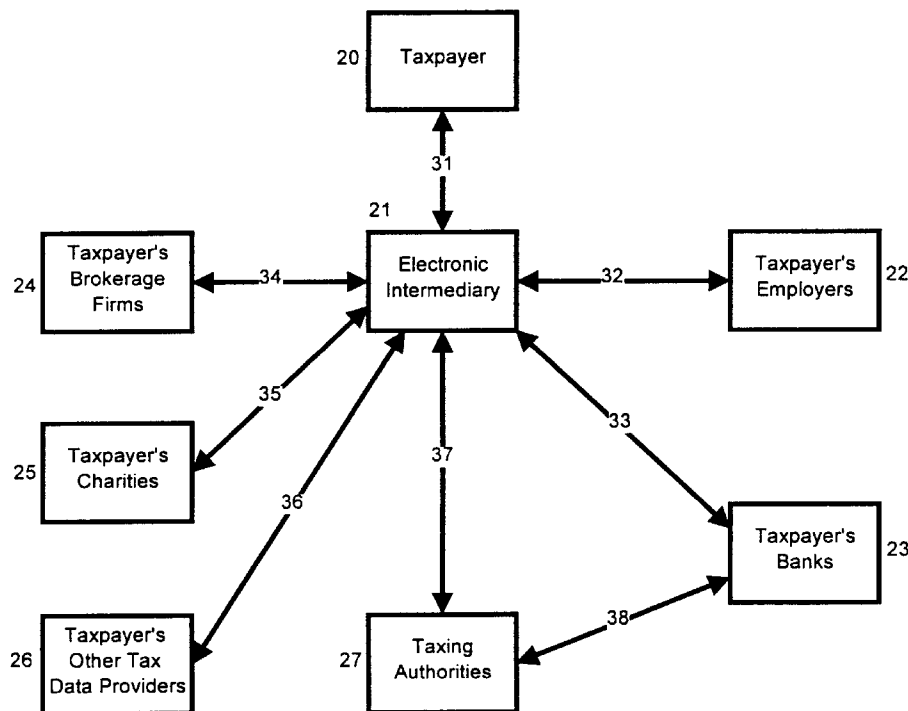 20
Taxpayer
31
21
Electronic
Intermediary
24
Taxpayer's
Brokerage
Firms
34
32
Taxpayer's
Employers
22
35
33
25
Taxpayer's
Charities
37
36
Taxpayer's
Banks
23
38
26
Taxpayer's
Other Tax
Data Providers
27
Taxing
Authorities